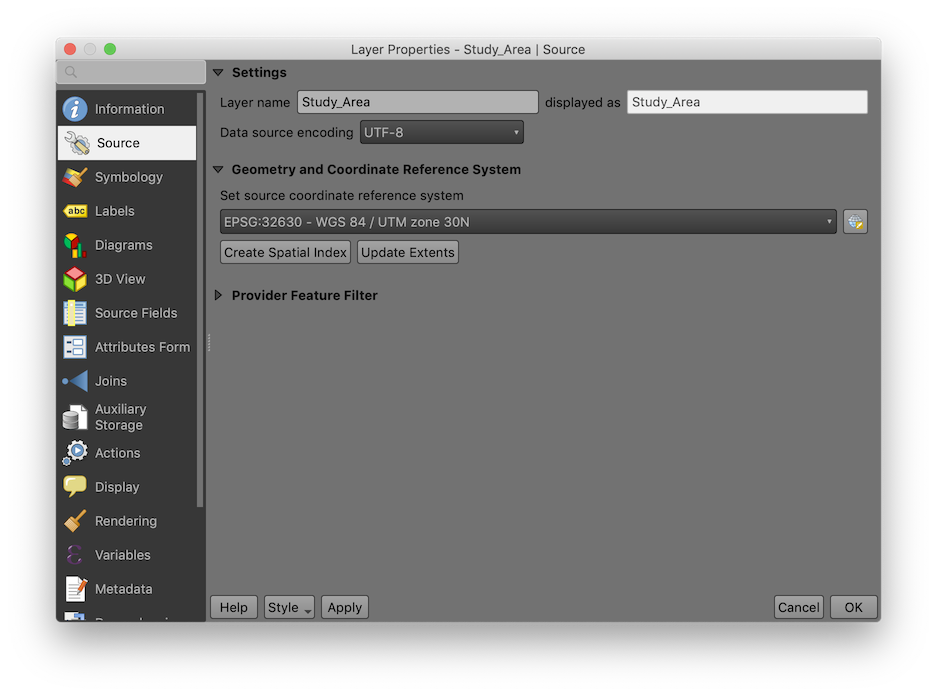 Layer Properties - Study_Area | Source
Information
Source
Symbology
abc Labels
Diagrams
3D View
Source Fields
Attributes Form
Joins
Auxiliary
Storage
Actions
Display
Rendering
Variables
Metadata
Settings
Layer name Study_Area displayed as Study_Area
Data source encoding UTF-8
Geometry and Coordinate Reference System
Set source coordinate reference system
EPSG:32630 - WGS 84 / UTM zone 30N
Create Spatial Index Update Extents
Provider Feature Filter
Help Style Apply Cancel OK